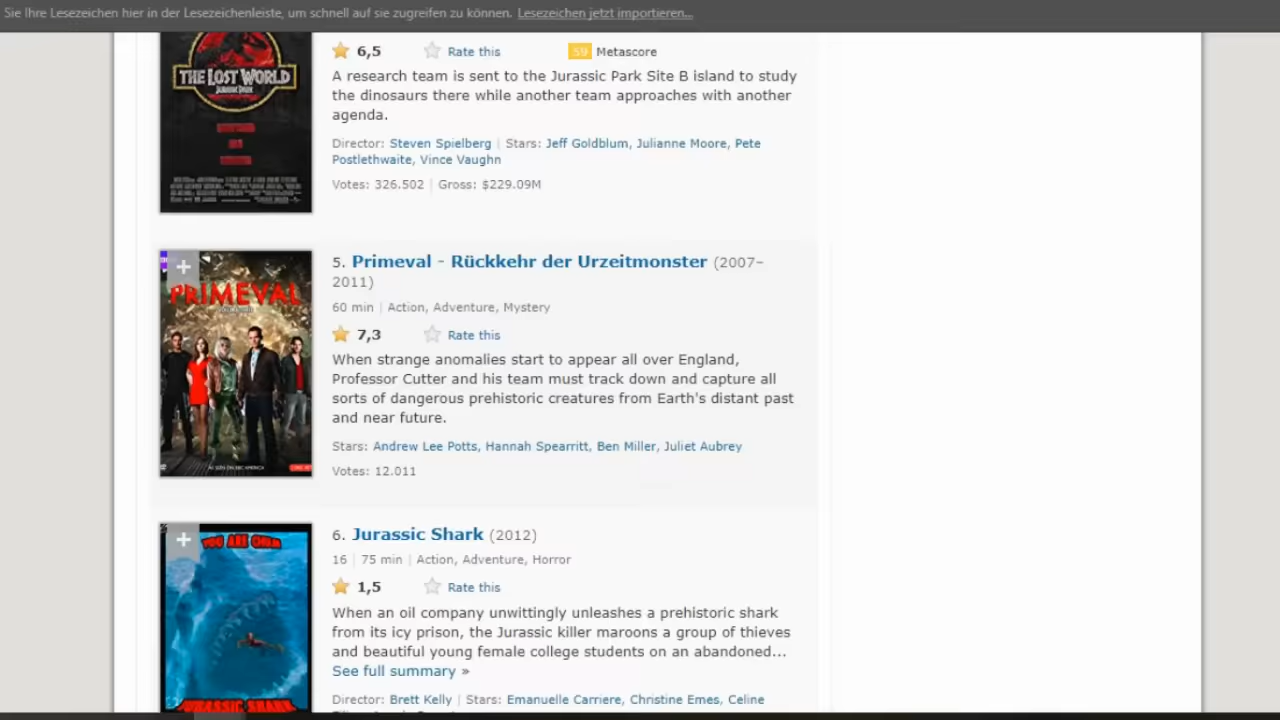 Sie Ihre Lesezeichen hier in der Lesezeichenleiste, um schnell auf sie zugreifen zu können. Lesezeichen jetzt importieren...
THE LOST WORLD
JURASSIC PARK
6,5 Rate this 59 Metascore
A research team is sent to the Jurassic Park Site B island to study
the dinosaurs there while another team approaches with another
agenda.
Director: Steven Spielberg | Stars: Jeff Goldblum, Julianne Moore, Pete
Postlethwaite, Vince Vaughn
Votes: 326.502 | Gross: $229.09M
PRIMEVAL
5. Primeval - Rückkehr der Urzeitmonster (2007–
2011)
60 min | Action, Adventure, Mystery
7,3 Rate this
When strange anomalies start to appear all over England,
Professor Cutter and his team must track down and capture all
sorts of dangerous prehistoric creatures from Earth's distant past
and near future.
Stars: Andrew Lee Potts, Hannah Spearritt, Ben Miller, Juliet Aubrey
Votes: 12.011
YOU ARE CHUM
JURASSIC SHARK
6. Jurassic Shark (2012)
16 | 75 min | Action, Adventure, Horror
1,5 Rate this
When an oil company unwittingly unleashes a prehistoric shark
from its icy prison, the Jurassic killer maroons a group of thieves
and beautiful young female college students on an abandoned...
See full summary »
Director: Brett Kelly | Stars: Emanuelle Carriere, Christine Emes, Celine